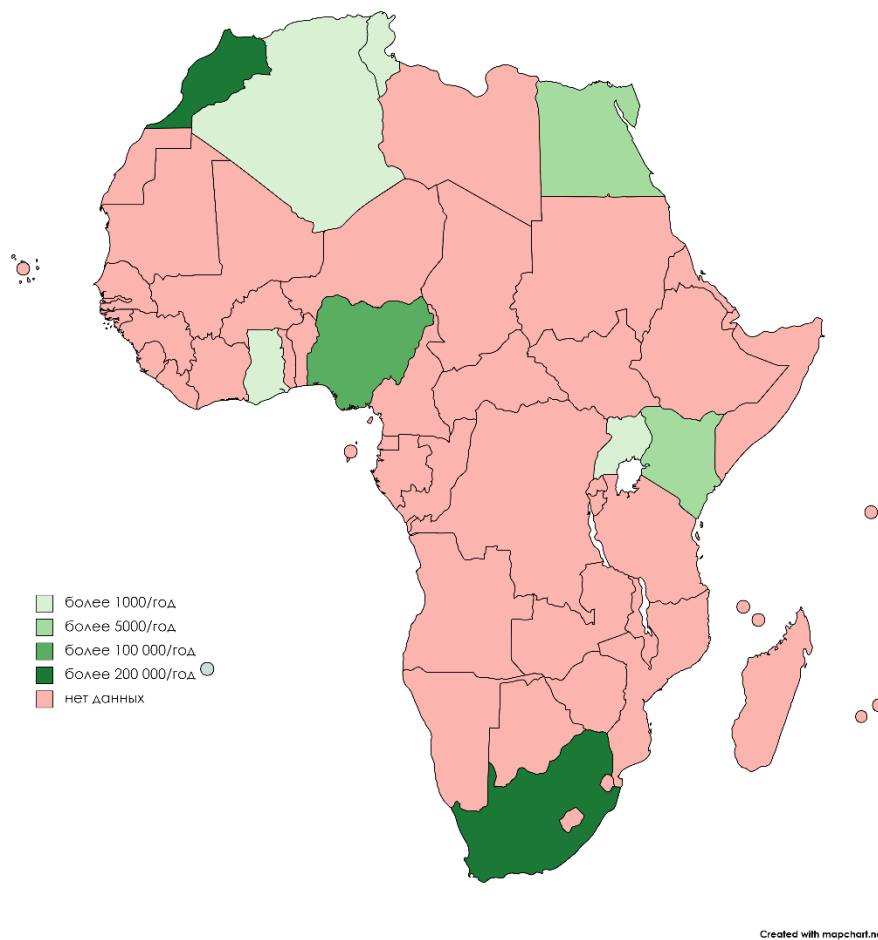 более 1000/год
более 5000/год
более 100 000/год
более 200 000/год
нет данных
Created with mapchart.ne